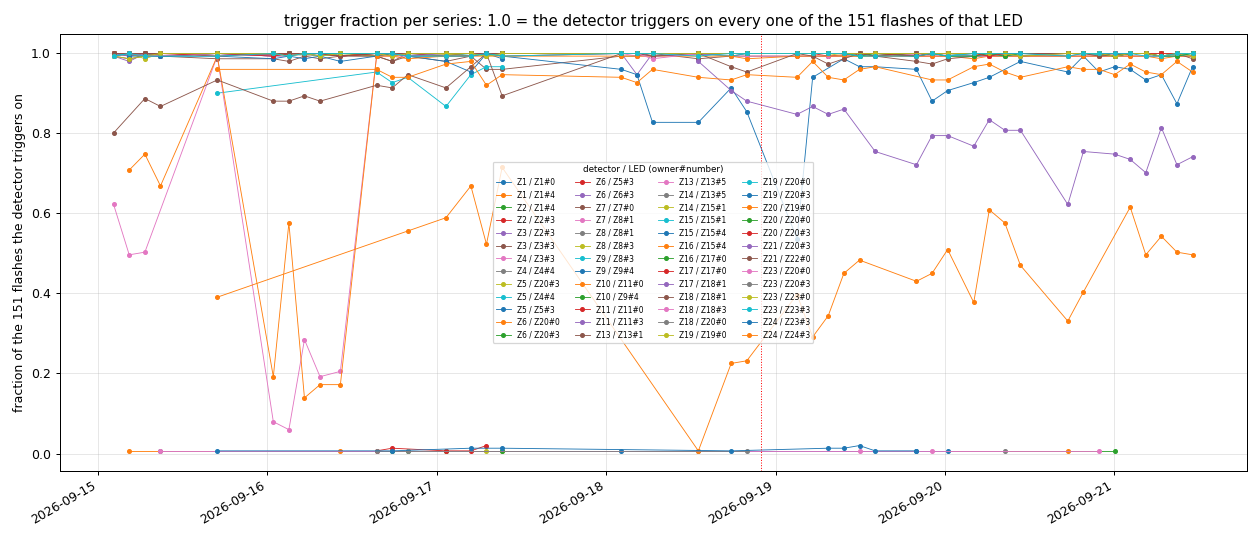 trigger fraction per series: 1.0 = the detector triggers on every one of the 151 flashes of that LED
fraction of the 151 flashes the detector triggers on
1.0
0.8
0.6
0.4
0.2
0.0
detector / LED (owner#number)
Z1 / Z1#0
Z1 / Z1#4
Z2 / Z1#4
Z2 / Z2#3
Z3 / Z2#3
Z3 / Z3#3
Z4 / Z3#3
Z4 / Z4#4
Z5 / Z20#3
Z5 / Z4#4
Z5 / Z5#3
Z6 / Z20#0
Z6 / Z20#3
Z6 / Z5#3
Z6 / Z6#3
Z7 / Z7#0
Z7 / Z8#1
Z8 / Z8#1
Z8 / Z8#3
Z9 / Z8#3
Z9 / Z9#4
Z10 / Z11#0
Z10 / Z9#4
Z11 / Z11#0
Z11 / Z11#3
Z13 / Z13#1
Z13 / Z13#5
Z14 / Z13#5
Z14 / Z15#1
Z15 / Z15#1
Z15 / Z15#4
Z16 / Z15#4
Z16 / Z17#0
Z17 / Z17#0
Z17 / Z18#1
Z18 / Z18#1
Z18 / Z18#3
Z18 / Z20#0
Z19 / Z19#0
Z19 / Z20#0
Z19 / Z20#3
Z20 / Z19#0
Z20 / Z20#0
Z20 / Z20#3
Z21 / Z20#3
Z21 / Z22#0
Z23 / Z20#0
Z23 / Z20#3
Z23 / Z23#0
Z23 / Z23#3
Z24 / Z23#3
Z24 / Z24#3
2026-09-15
2026-09-16
2026-09-17
2026-09-18
2026-09-19
2026-09-20
2026-09-21